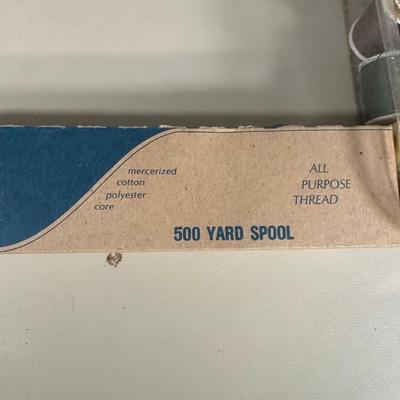 mercerized
cotton
polyester
core
ALL
PURPOSE
THREAD
500 YARD SPOOL